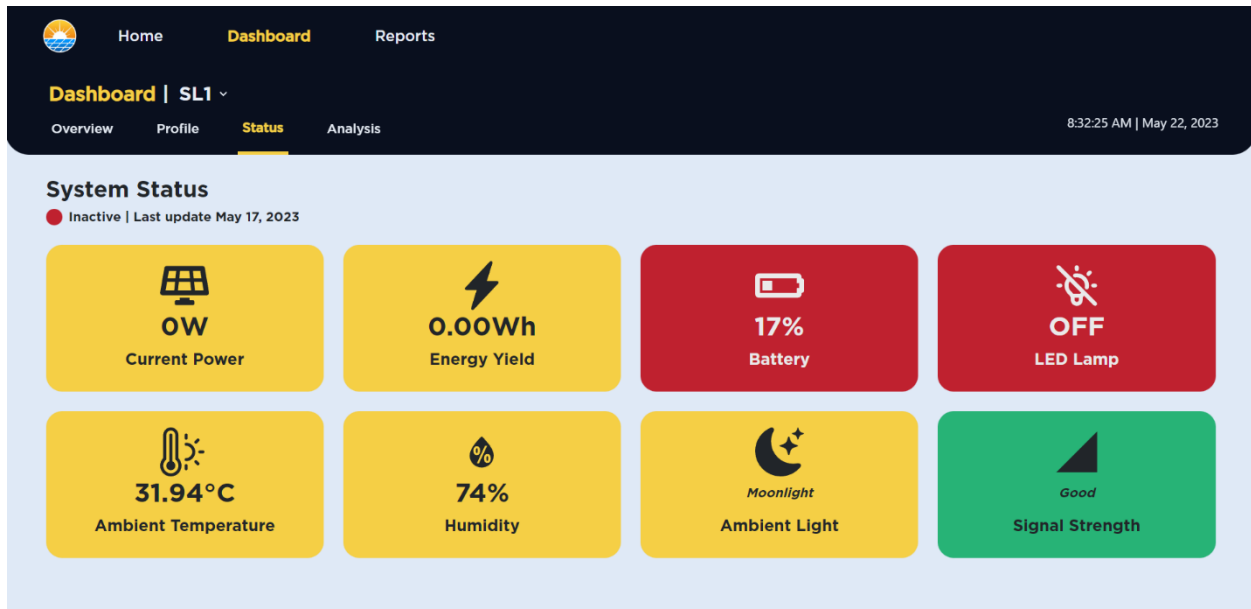 Home Dashboard Reports
Dashboard | SL1
Overview Profile Status Analysis
8:32:25 AM | May 22, 2023
System Status
Inactive | Last update May 17, 2023
0W
Current Power
0.00Wh
Energy Yield
17%
Battery
OFF
LED Lamp
31.94°C
Ambient Temperature
%
74%
Humidity
Moonlight
Ambient Light
Good
Signal Strength